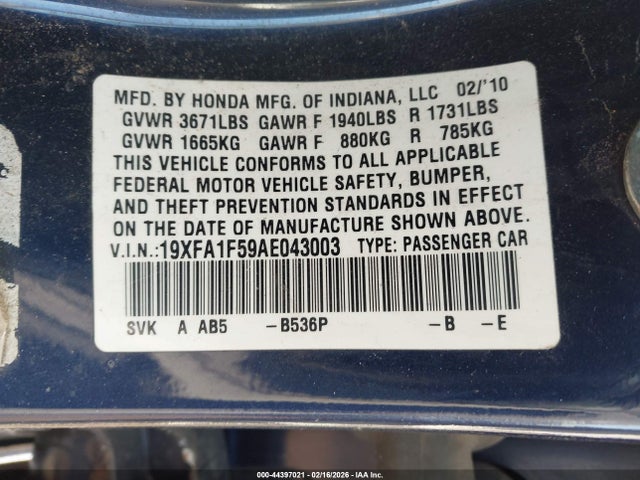 MFD. BY HONDA MFG. OF INDIANA, LLC 02/'10
GVWR 3671LBS GAWR F 1940LBS R 1731LBS
GVWR 1665KG GAWR F 880KG R 785KG
THIS VEHICLE CONFORMS TO ALL APPLICABLE
FEDERAL MOTOR VEHICLE SAFETY, BUMPER,
AND THEFT PREVENTION STANDARDS IN EFFECT
ON THE DATE OF MANUFACTURE SHOWN ABOVE.
V.I.N.:19XFA1F59AE043003 TYPE: PASSENGER CAR
SVK A AB5 -B536P -B -E
000-44397021 - 02/16/2026 - IAA Inc.